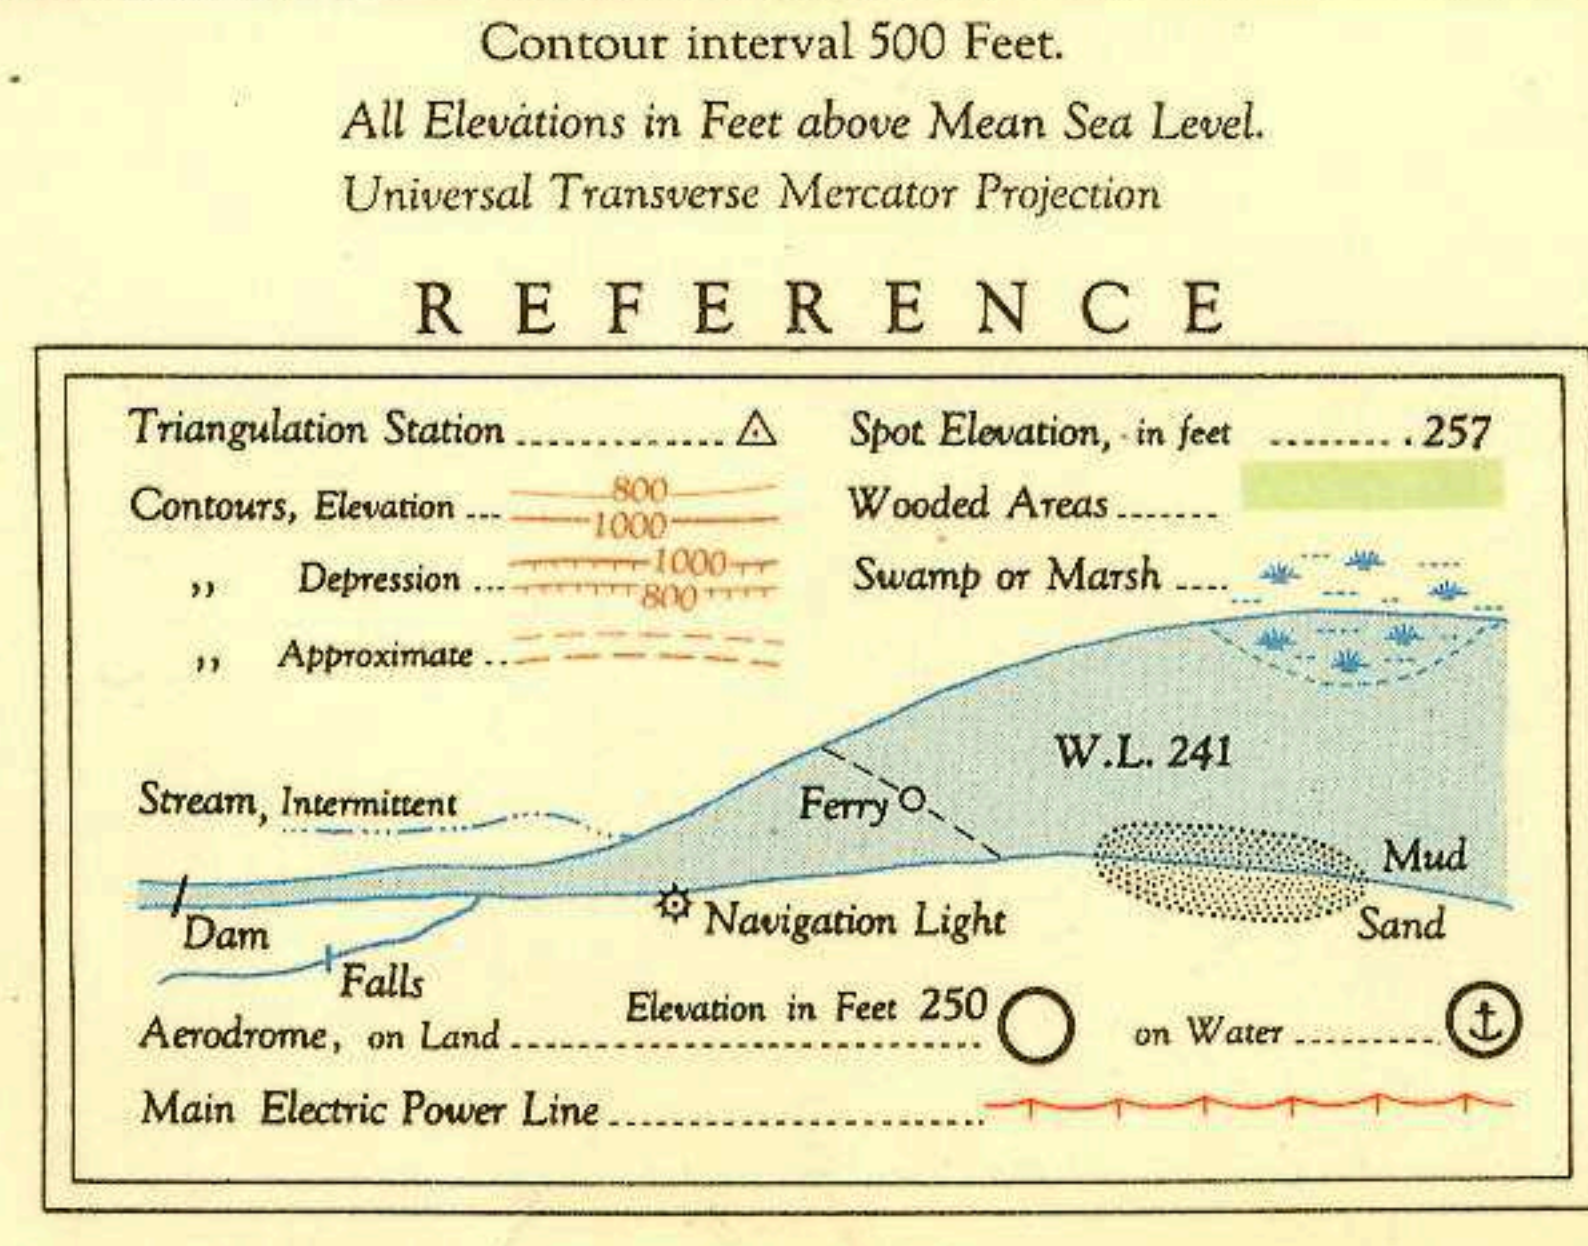 Contour interval 500 Feet.
All Elevations in Feet above Mean Sea Level.
Universal Transverse Mercator Projection
REFERENCE
Triangulation Station
Spot Elevation, in feet .257
Contours, Elevation ... 800
1000
Wooded Areas
,, Depression ... 1000
800
Swamp or Marsh
,, Approximate
W.L. 241
Stream, Intermittent
Ferry
Mud
Dam
Navigation Light
Sand
Falls
Aerodrome, on Land
Elevation in Feet 250
on Water
Main Electric Power Line